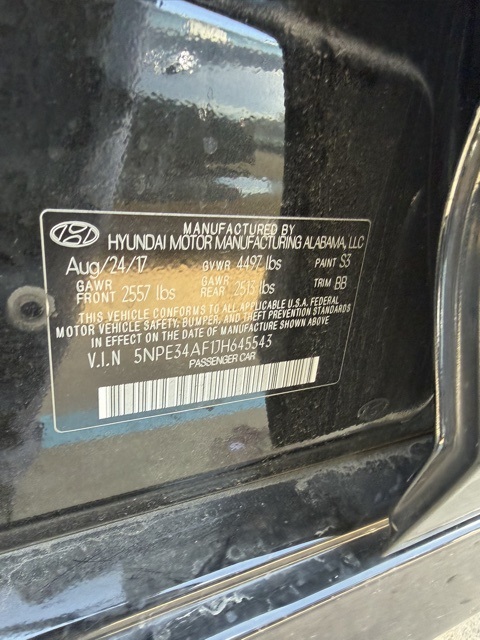 MANUFACTURED BY
HYUNDAI MOTOR MANUFACTURING ALABAMA, LLC
Aug/24/17 GVWR 4497 lbs PAINT S3
GAWR FRONT 2557 lbs GAWR REAR 2515 lbs TRIM BB
THIS VEHICLE CONFORMS TO ALL APPLICABLE U.S.A. FEDERAL
MOTOR VEHICLE SAFETY, BUMPER, AND THEFT PREVENTION
STANDARDS IN EFFECT ON THE DATE OF
MANUFACTURE SHOWN ABOVE
V.I.N 5NPE34AF1JH645543
PASSENGER CAR